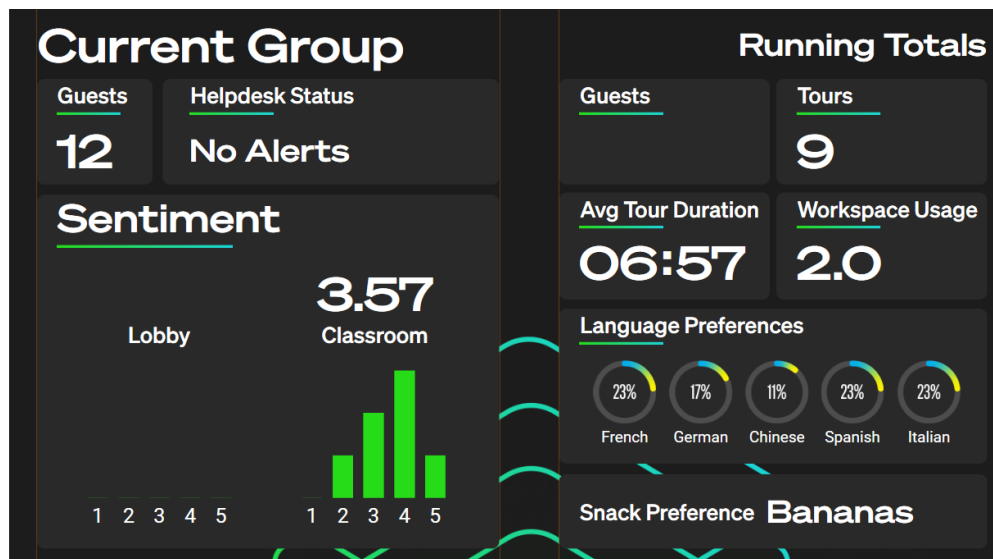 Current Group
Running Totals
Guests
12
Helpdesk Status
No Alerts
Guests
Tours
9
Sentiment
Lobby
1 2 3 4 5
3.57
Classroom
1 2 3 4 5
Avg Tour Duration
06:57
Workspace Usage
2.0
Language Preferences
23% 17% 11% 23% 23%
French German Chinese Spanish Italian
Snack Preference Bananas